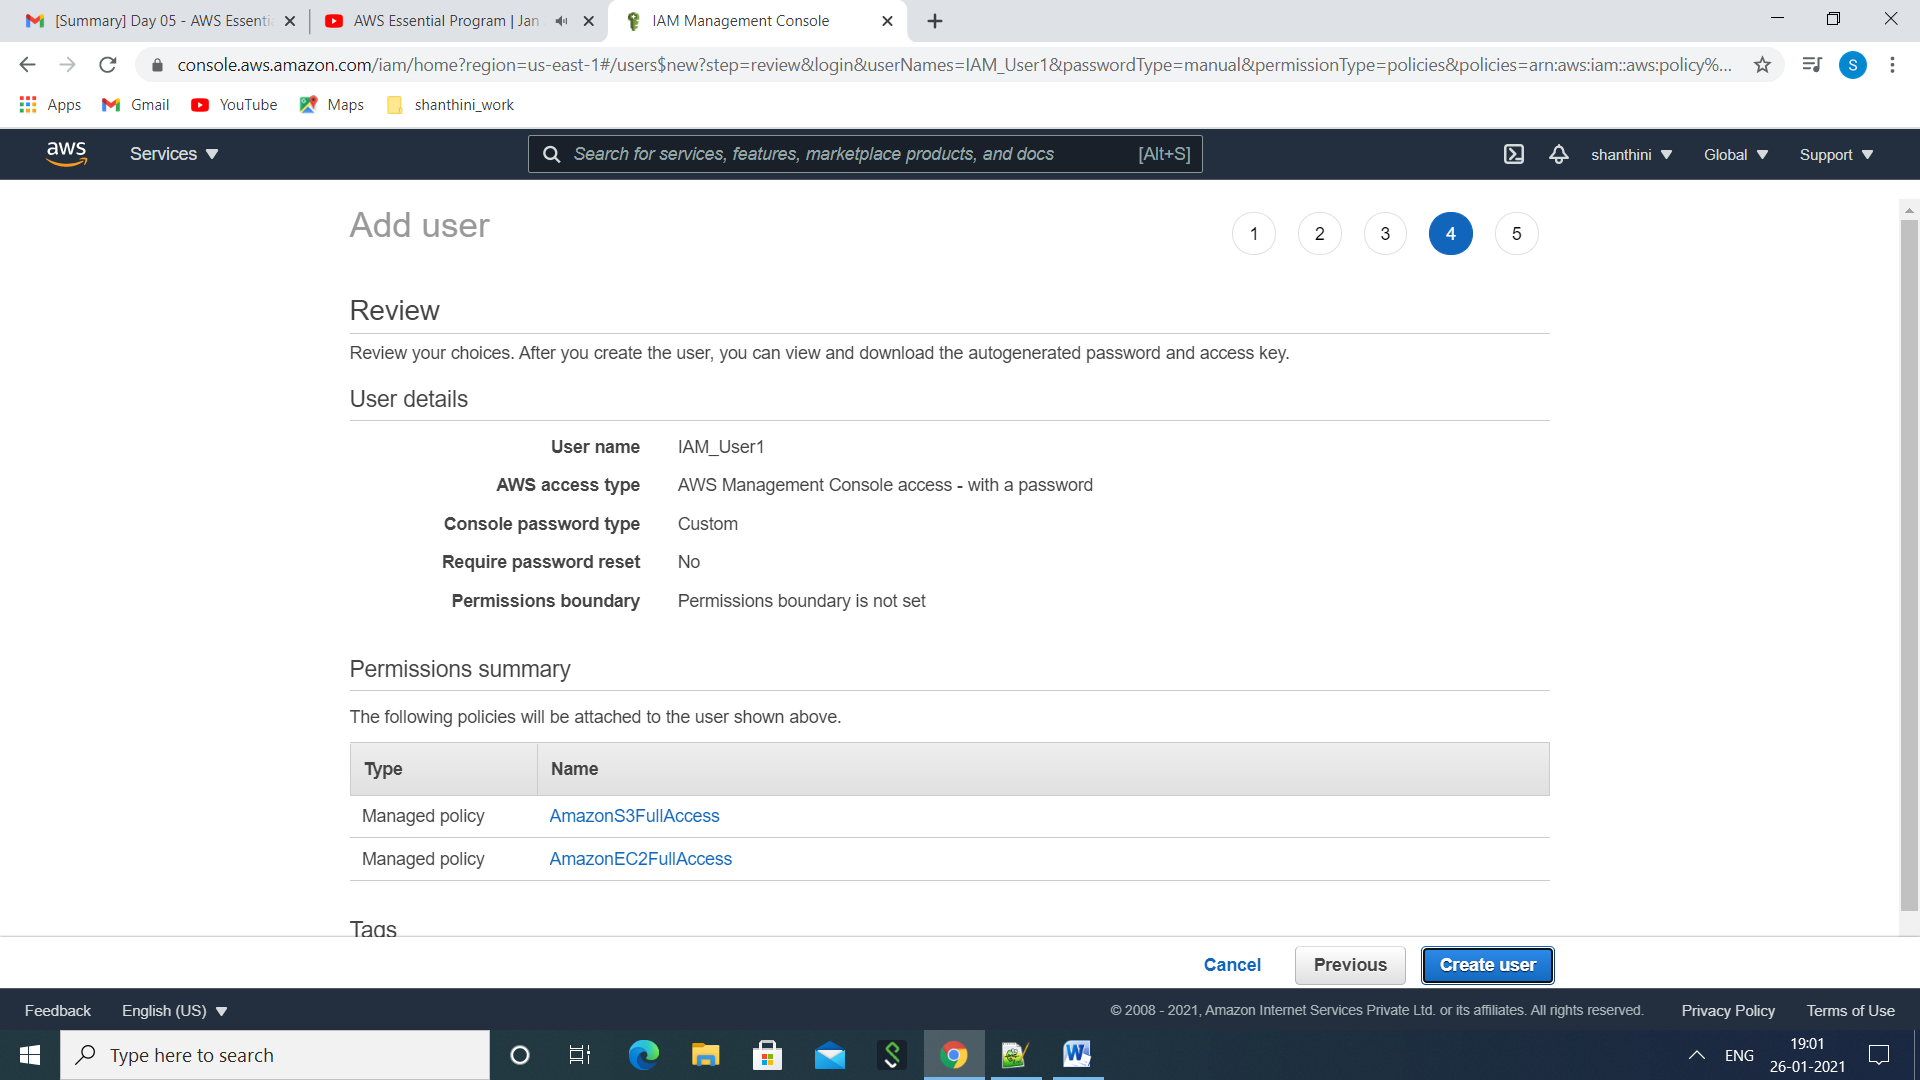 [Summary] Day 05 - AWS Essenti
AWS Essential Program | Jan
IAM Management Console
console.aws.amazon.com/iam/home?region=us-east-1#/users$new?step=review&login&userNames=IAM_User1&passwordType=manual&permissionType=policies&policies=arn:aws:iam::aws:policy%...
S
Apps
Gmail
YouTube
Maps
shanthini_work
aws
Services
Search for services, features, marketplace products, and docs
[Alt+S]
shanthini
Global
Support
Add user
1
2
3
4
5
Review
Review your choices. After you create the user, you can view and download the autogenerated password and access key.
User details
User name IAM_User1
AWS access type AWS Management Console access - with a password
Console password type Custom
Require password reset No
Permissions boundary Permissions boundary is not set
Permissions summary
The following policies will be attached to the user shown above.
Type Name
Managed policy AmazonS3FullAccess
Managed policy AmazonEC2FullAccess
Tags
Cancel
Previous
Create user
Feedback
English (US)
© 2008 - 2021, Amazon Internet Services Private Ltd. or its affiliates. All rights reserved.
Privacy Policy
Terms of Use
Type here to search
ENG
19:01
26-01-2021